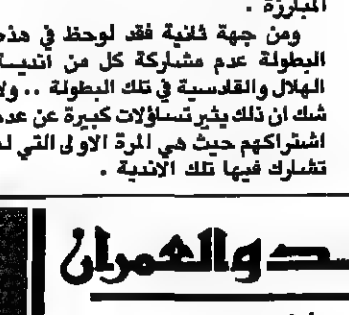 المبارزة .
ومن جهة ثانية فقد لوحظ في هذه
البطولة عدم مشاركة كل من اندية
الهلال والقادسية في تلك البطولة .. ولا
شك ان ذلك يثير تساؤلات كبيرة عن عدم
اشتراكهم حيث هي المرة الاولى التي لم
تشارك فيها تلك الاندية .
سد والعمران